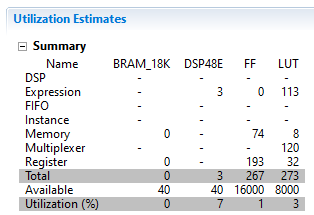 Utilization Estimates
Summary
Name BRAM_18K DSP48E FF LUT
DSP - - - -
Expression - 3 0 113
FIFO - - - -
Instance - - - -
Memory 0 - 74 8
Multiplexer - - - 120
Register 0 - 193 32
Total 0 3 267 273
Available 40 40 16000 8000
Utilization (%) 0 7 1 3